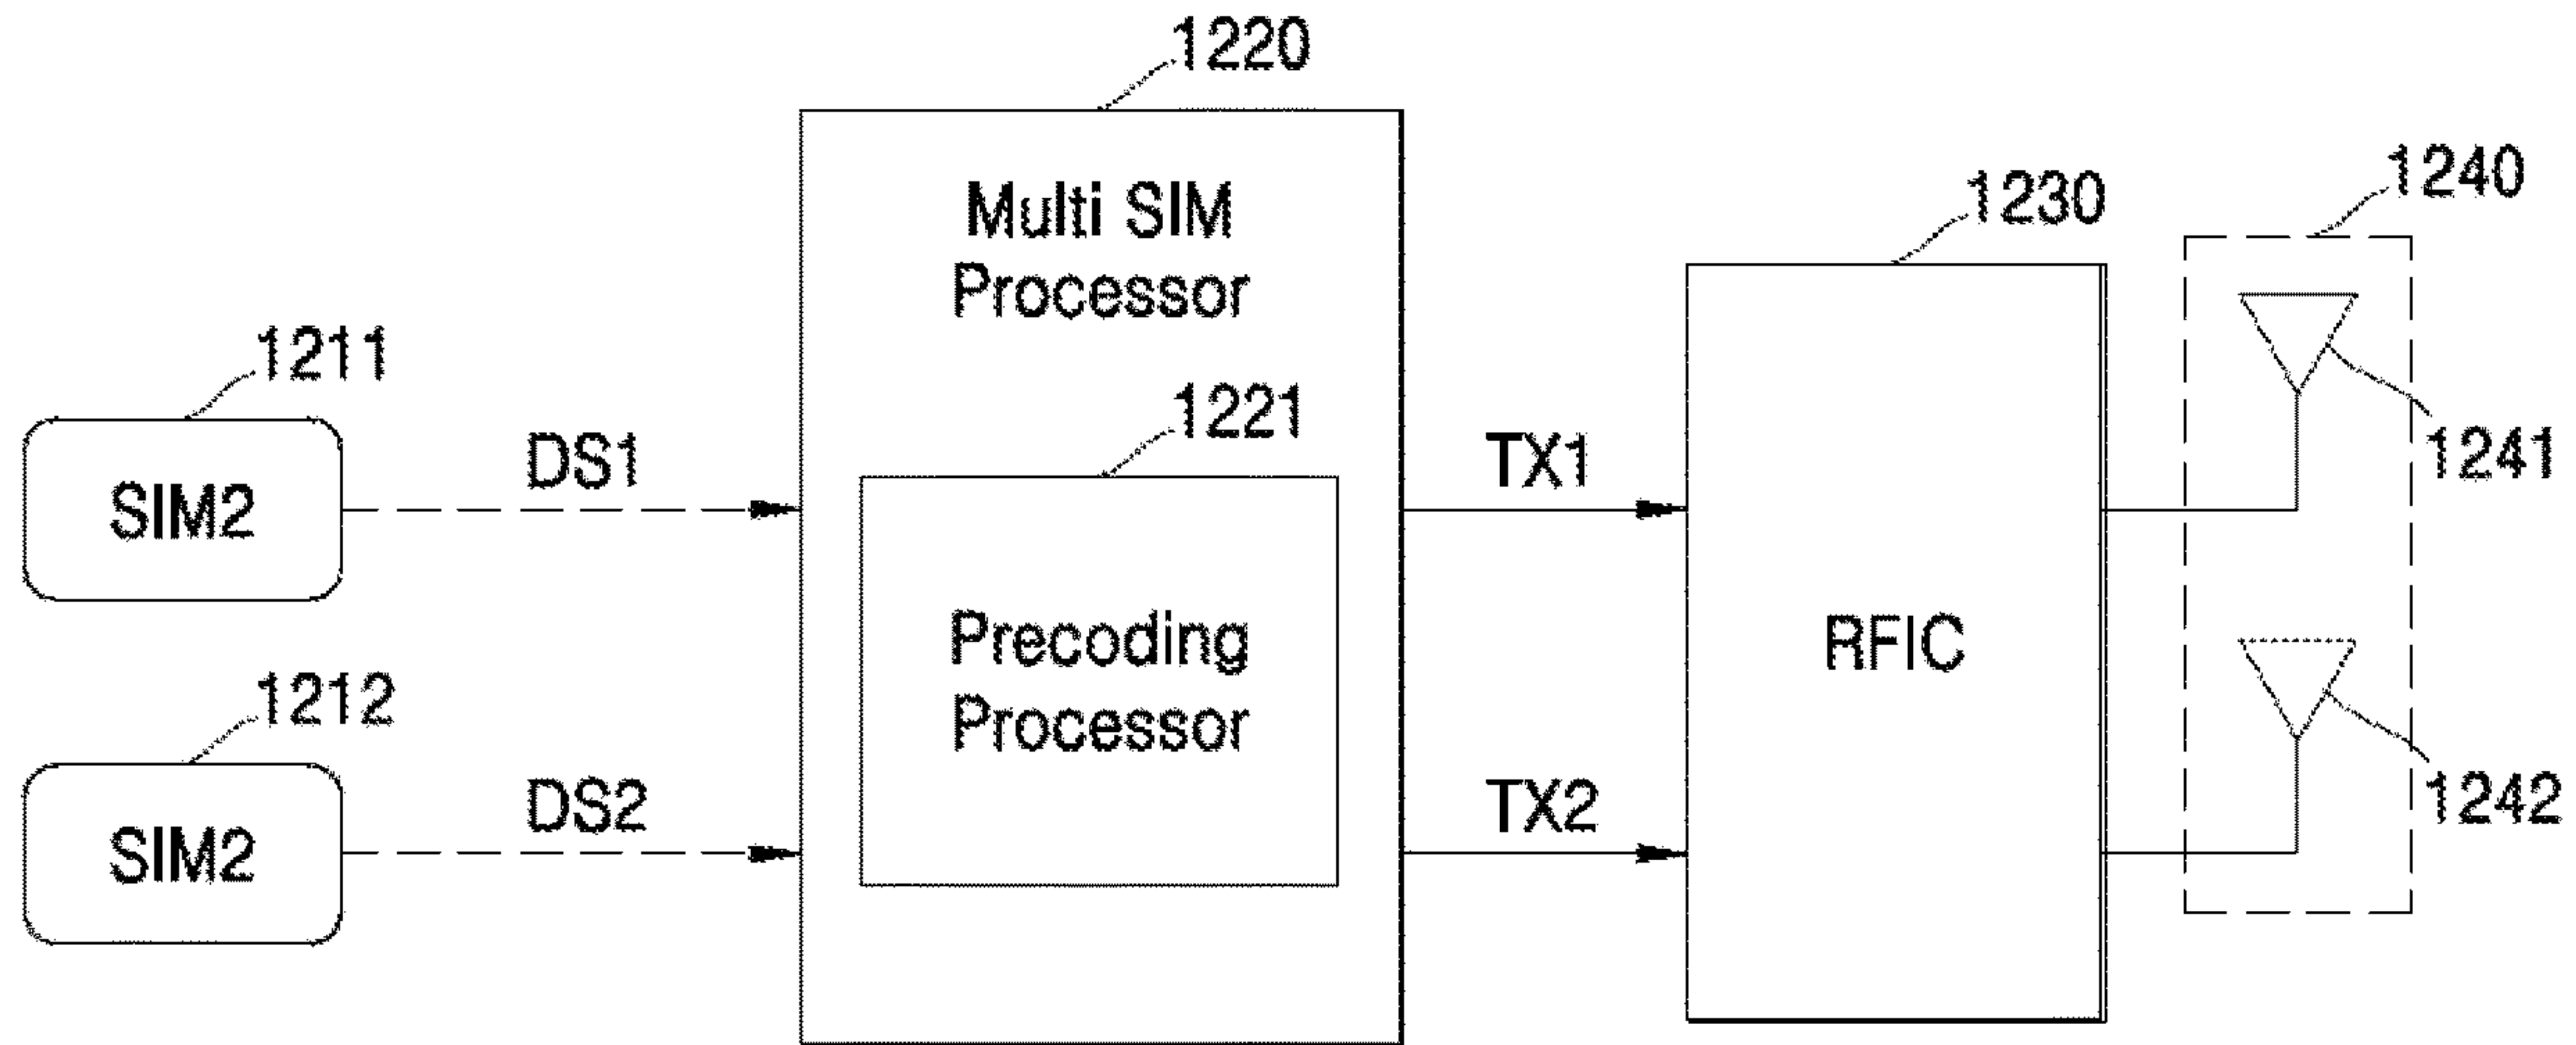 1220
Multi SIM
Processor
1230
1240
1211
1221
DS1
TX1
1241
SIM2
Precoding
Processor
RFIC
1212
DS2
TX2
1242
SIM2